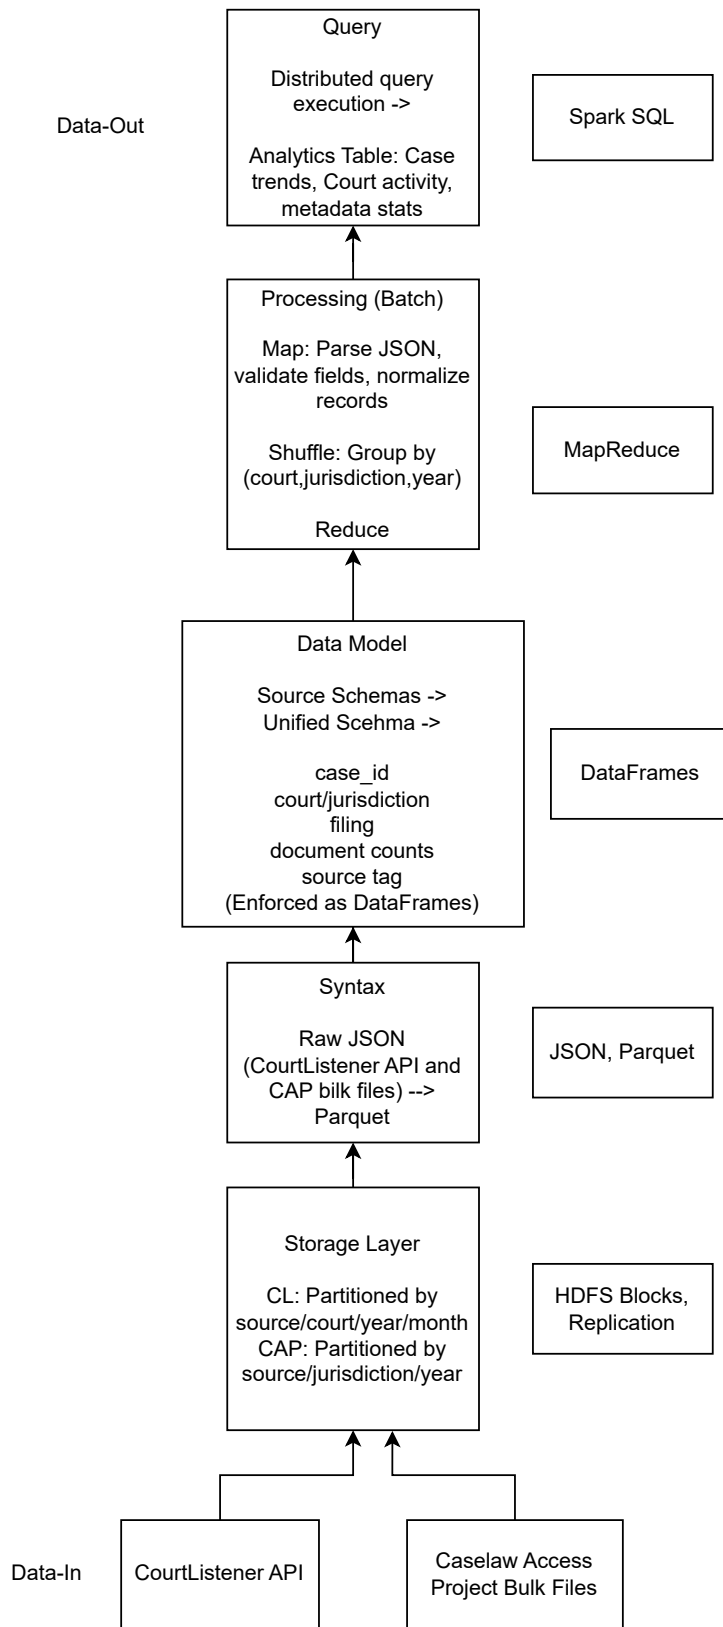 Query
Distributed query
execution ->
Analytics Table: Case
trends, Court activity,
metadata stats
Data-Out
Spark SQL
Processing (Batch)
Map: Parse JSON,
validate fields, normalize
records
Shuffle: Group by
(court,jurisdiction,year)
Reduce
MapReduce
Data Model
Source Schemas ->
Unified Scehma ->
case_id
court/jurisdiction
filing
document counts
source tag
(Enforced as DataFrames)
DataFrames
Syntax
Raw JSON
(CourtListener API and
CAP bilk files) -->
Parquet
JSON, Parquet
Storage Layer
CL: Partitioned by
source/court/year/month
CAP: Partitioned by
source/jurisdiction/year
HDFS Blocks,
Replication
Data-In
CourtListener API
Caselaw Access
Project Bulk Files